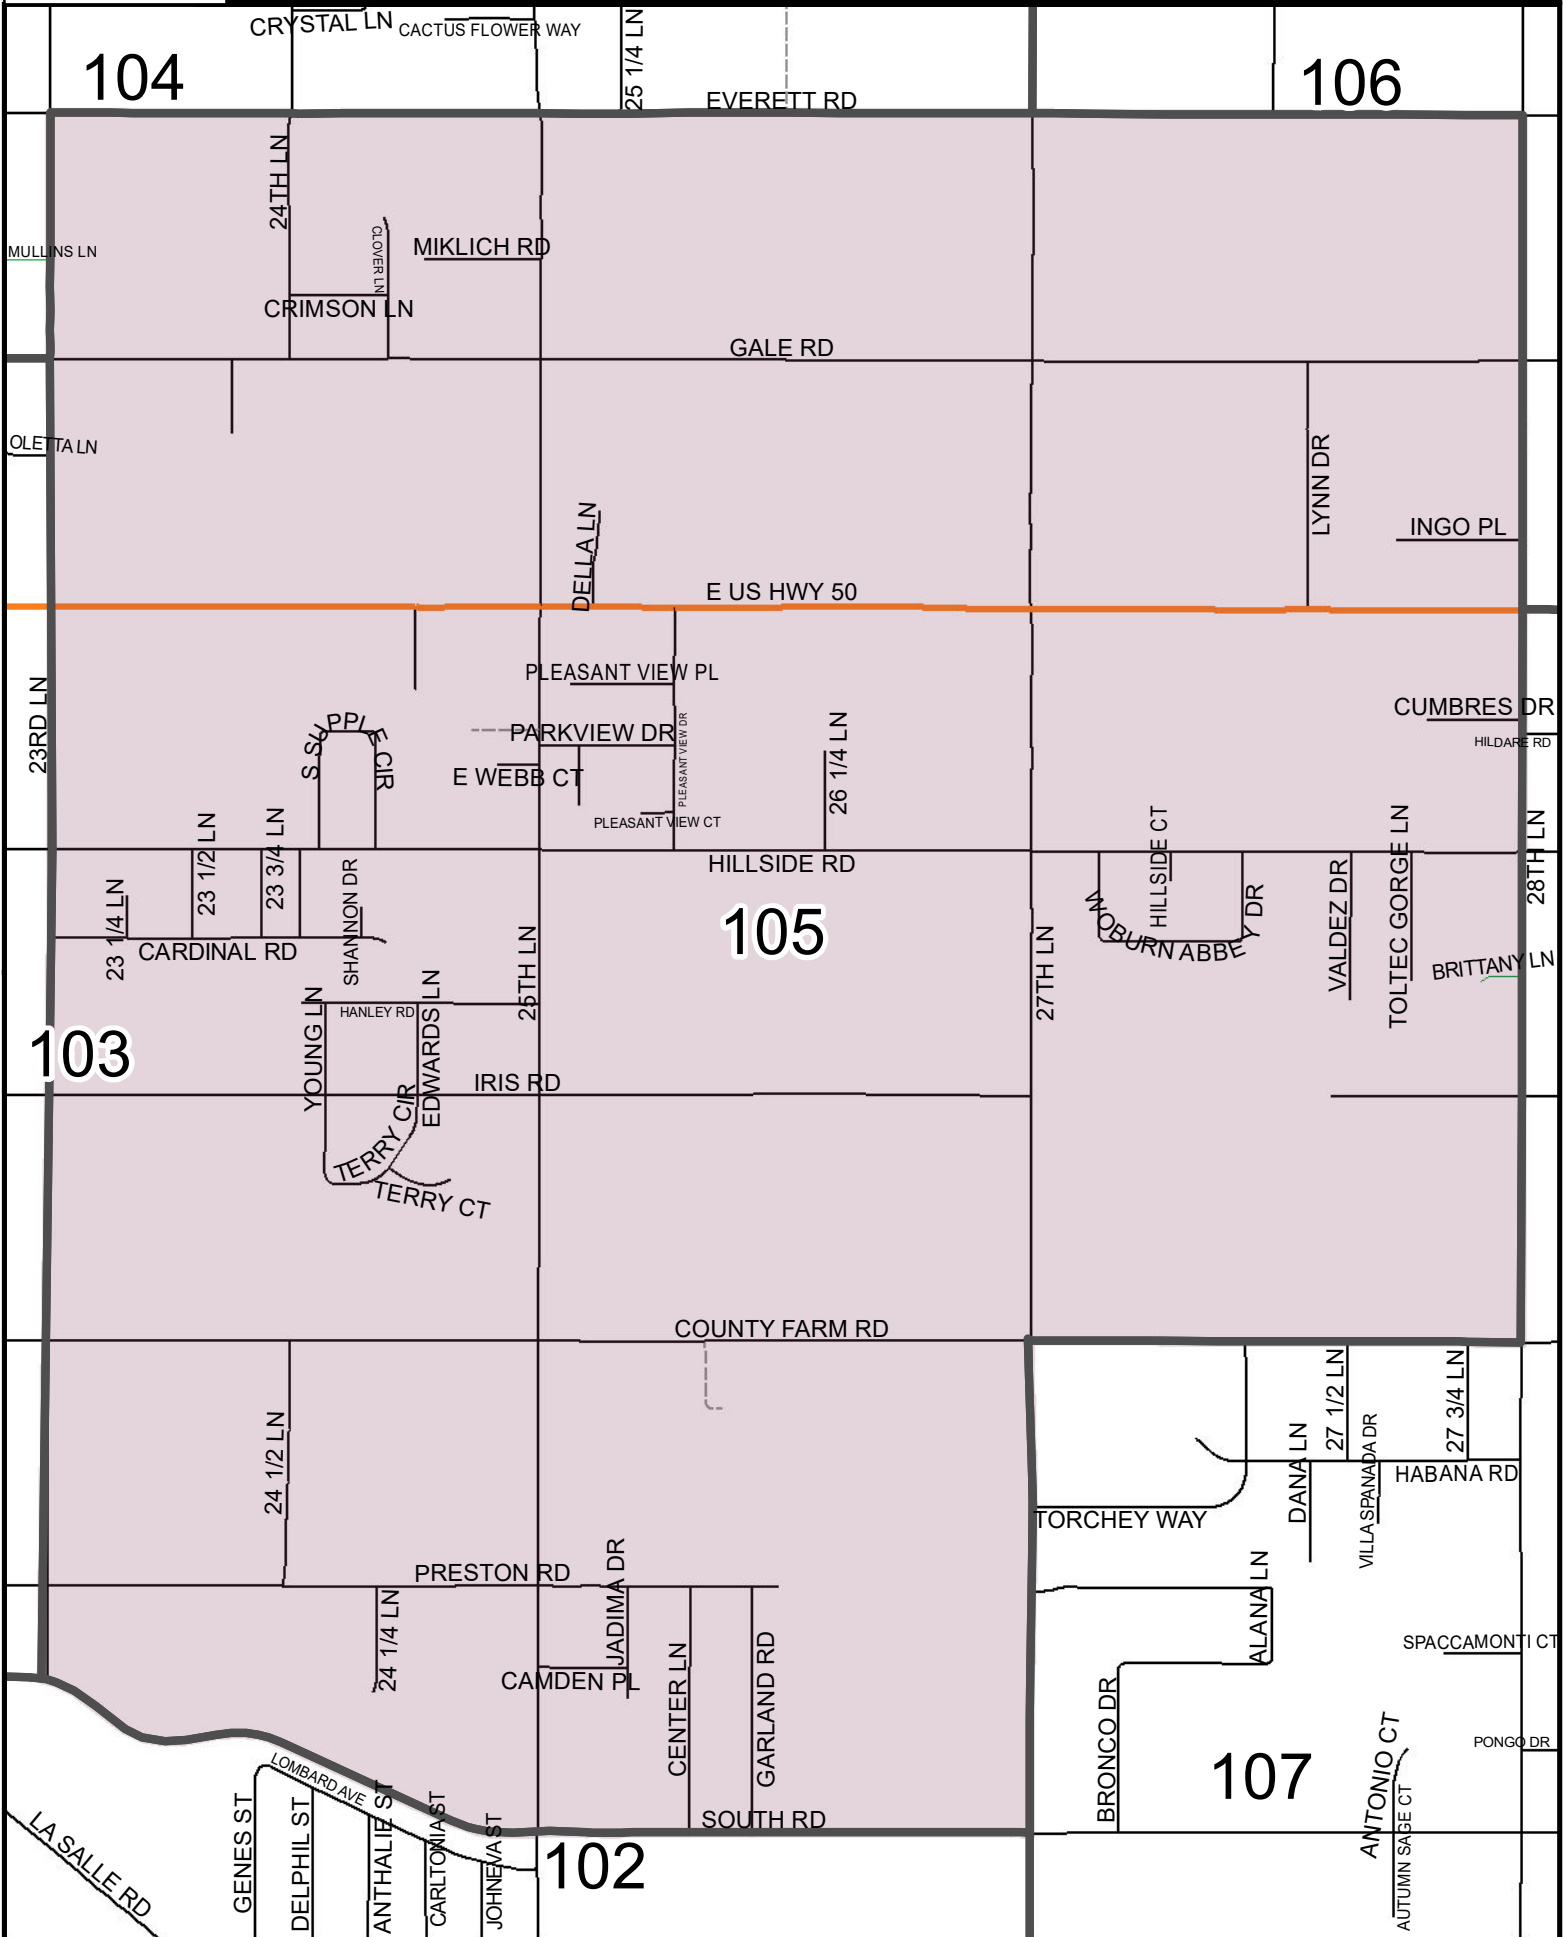 CRYSTAL LN
CACTUS FLOWER WAY
25 1/4 LN
104
106
EVERETT RD
24TH LN
CLOVER LN
MIKLICH RD
MULLINS LN
CRIMSON LN
GALE RD
OLETTA LN
LYNN DR
INGO PL
DELLA LN
E US HWY 50
23RD LN
PLEASANT VIEW PL
CUMBRES DR
S SUPPLE CIR
PARKVIEW DR
PLEASANT VIEW DR
26 1/4 LN
HILDARE RD
E WEBB CT
PLEASANT VIEW CT
23 1/2 LN
23 3/4 LN
HILLSIDE RD
HILLSIDE CT
TOLTEC GORGE LN
28TH LN
23 1/4 LN
SHANNON DR
105
WOBURN ABBEY DR
VALDEZ DR
CARDINAL RD
25TH LN
27TH LN
BRITTANY LN
YOUNG LN
HANLEY RD
EDWARDS LN
103
IRIS RD
TERRY CIR
TERRY CT
COUNTY FARM RD
24 1/2 LN
27 1/2 LN
27 3/4 LN
DANA LN
VILLA SPANADA DR
HABANA RD
TORCHEY WAY
PRESTON RD
JADIMA DR
ALANA LN
24 1/4 LN
CAMDEN PL
CENTER LN
GARLAND RD
SPACCAMONTI CT
BRONCO DR
107
ANTONIO CT
PONGO DR
LOMBARD AVE
SOUTH RD
AUTUMN SAGE CT
LA SALLE RD
GENES ST
DELPHIL ST
ANTHALIE ST
CARLTONIA ST
JOHNEVA ST
102